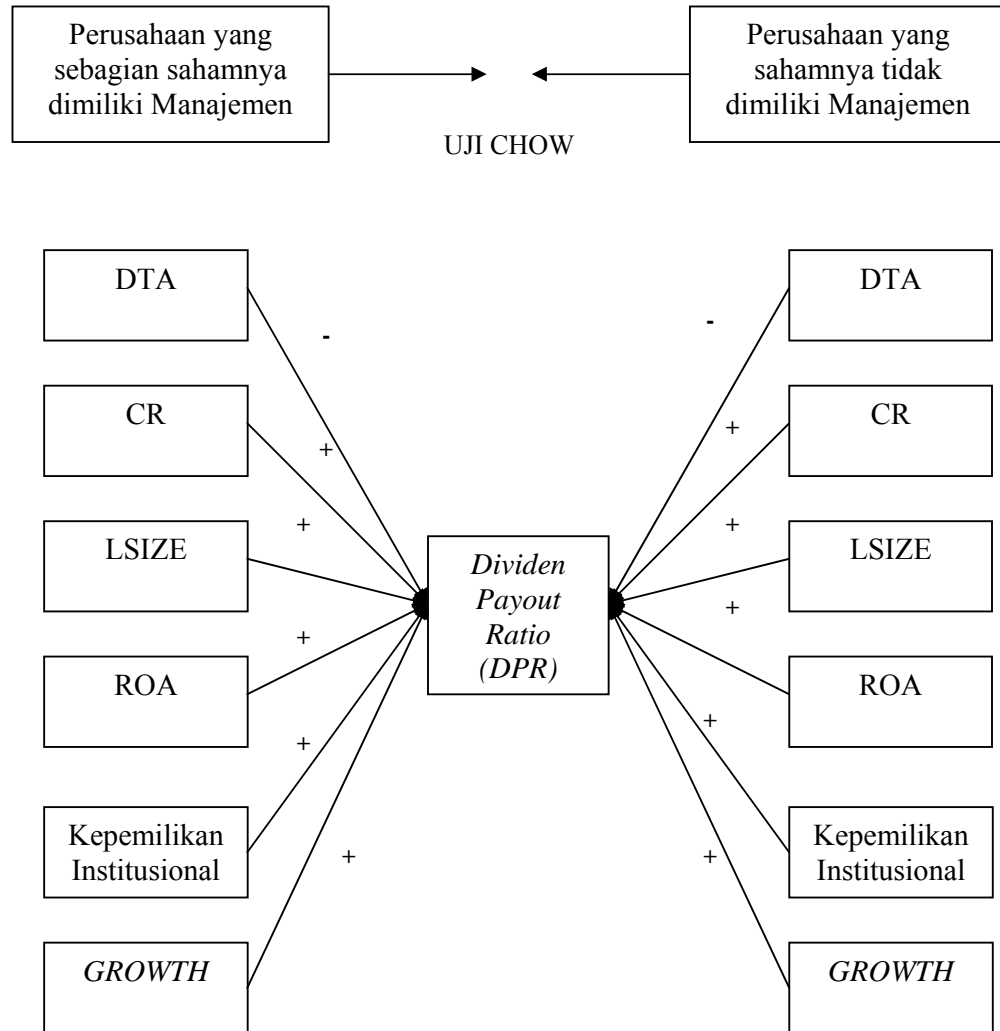 Perusahaan yang
sebagian sahamnya
dimiliki Manajemen
Perusahaan yang
sahamnya tidak
dimiliki Manajemen
UJI CHOW
DTA
CR
LSIZE
ROA
Kepemilikan
Institusional
GROWTH
-
+
+
+
+
+
Dividen
Payout
Ratio
(DPR)
-
+
+
+
+
+
DTA
CR
LSIZE
ROA
Kepemilikan
Institusional
GROWTH